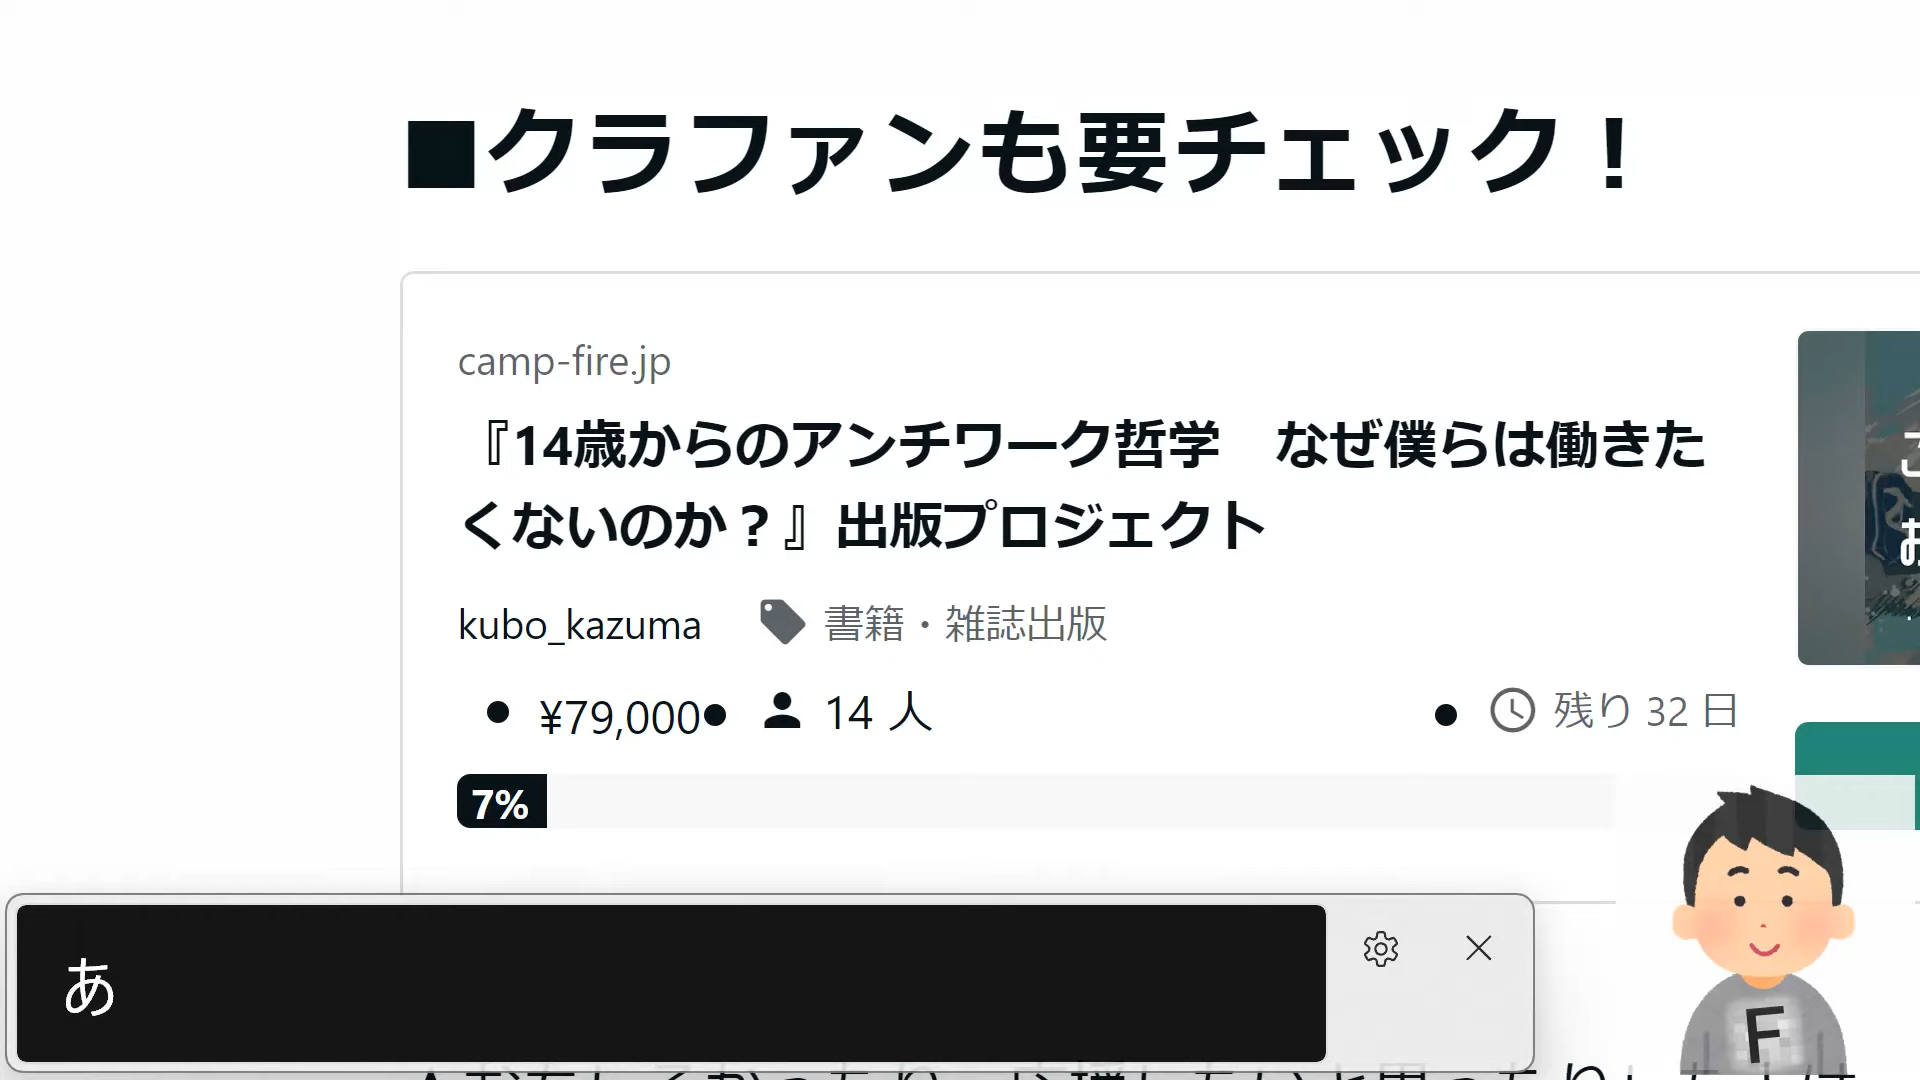 ■クラファンも要チェック！
camp-fire.jp
『14歳からのアンチワーク哲学　なぜ僕らは働きた
くないのか？』出版プロジェクト
kubo_kazuma 書籍・雑誌出版
● ¥79,000● 14 人 ● 残り 32 日
7%
あ
F